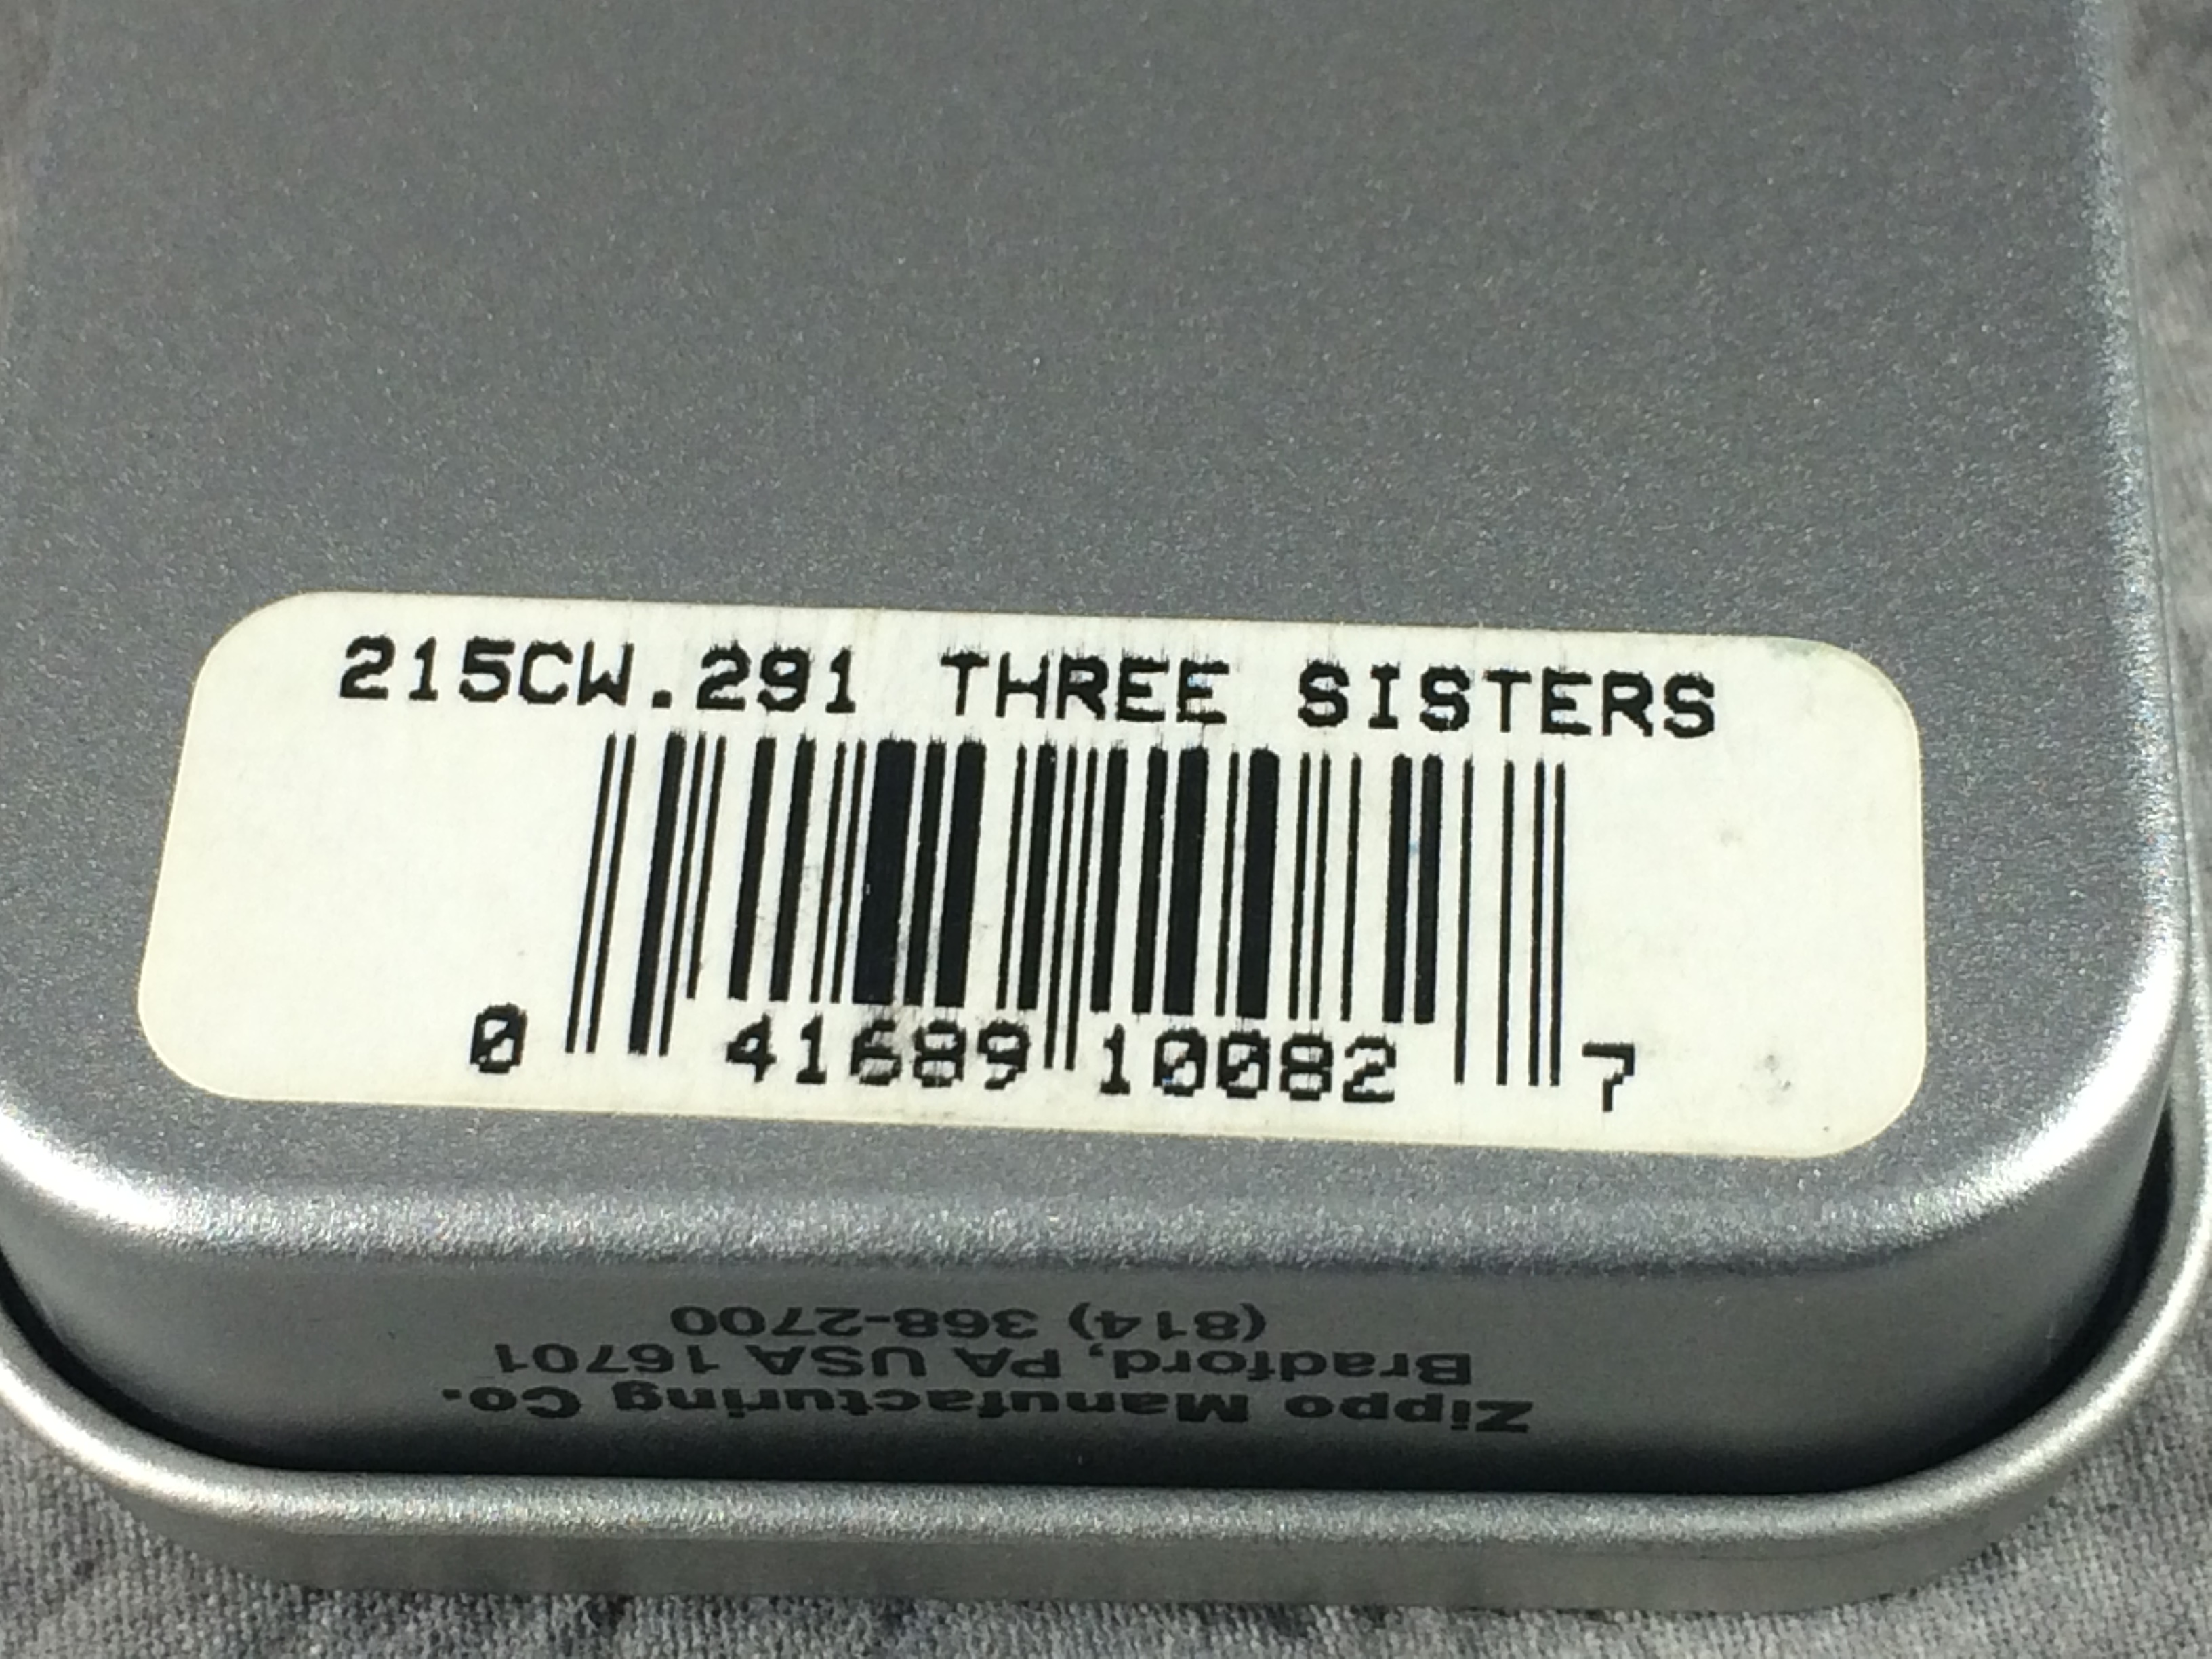 215CW.291 THREE SISTERS
0 41689 10082 7
Zippo Manufacturing Co.
Bradford, PA USA 16701
(814) 368-2700